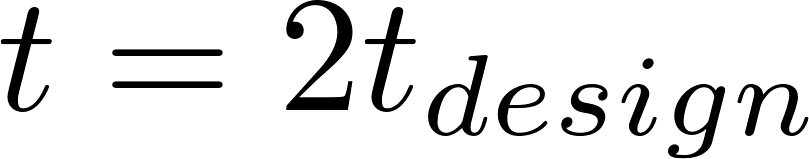 t = 2t_{design}